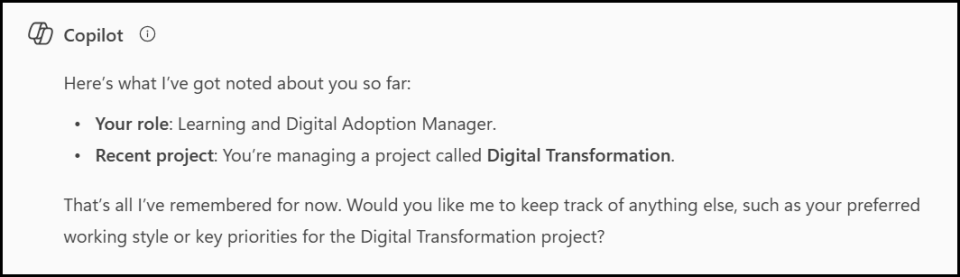 Copilot
Here’s what I’ve got noted about you so far:
• Your role: Learning and Digital Adoption Manager.
• Recent project: You’re managing a project called Digital Transformation.
That’s all I’ve remembered for now. Would you like me to keep track of anything else, such as your preferred
working style or key priorities for the Digital Transformation project?